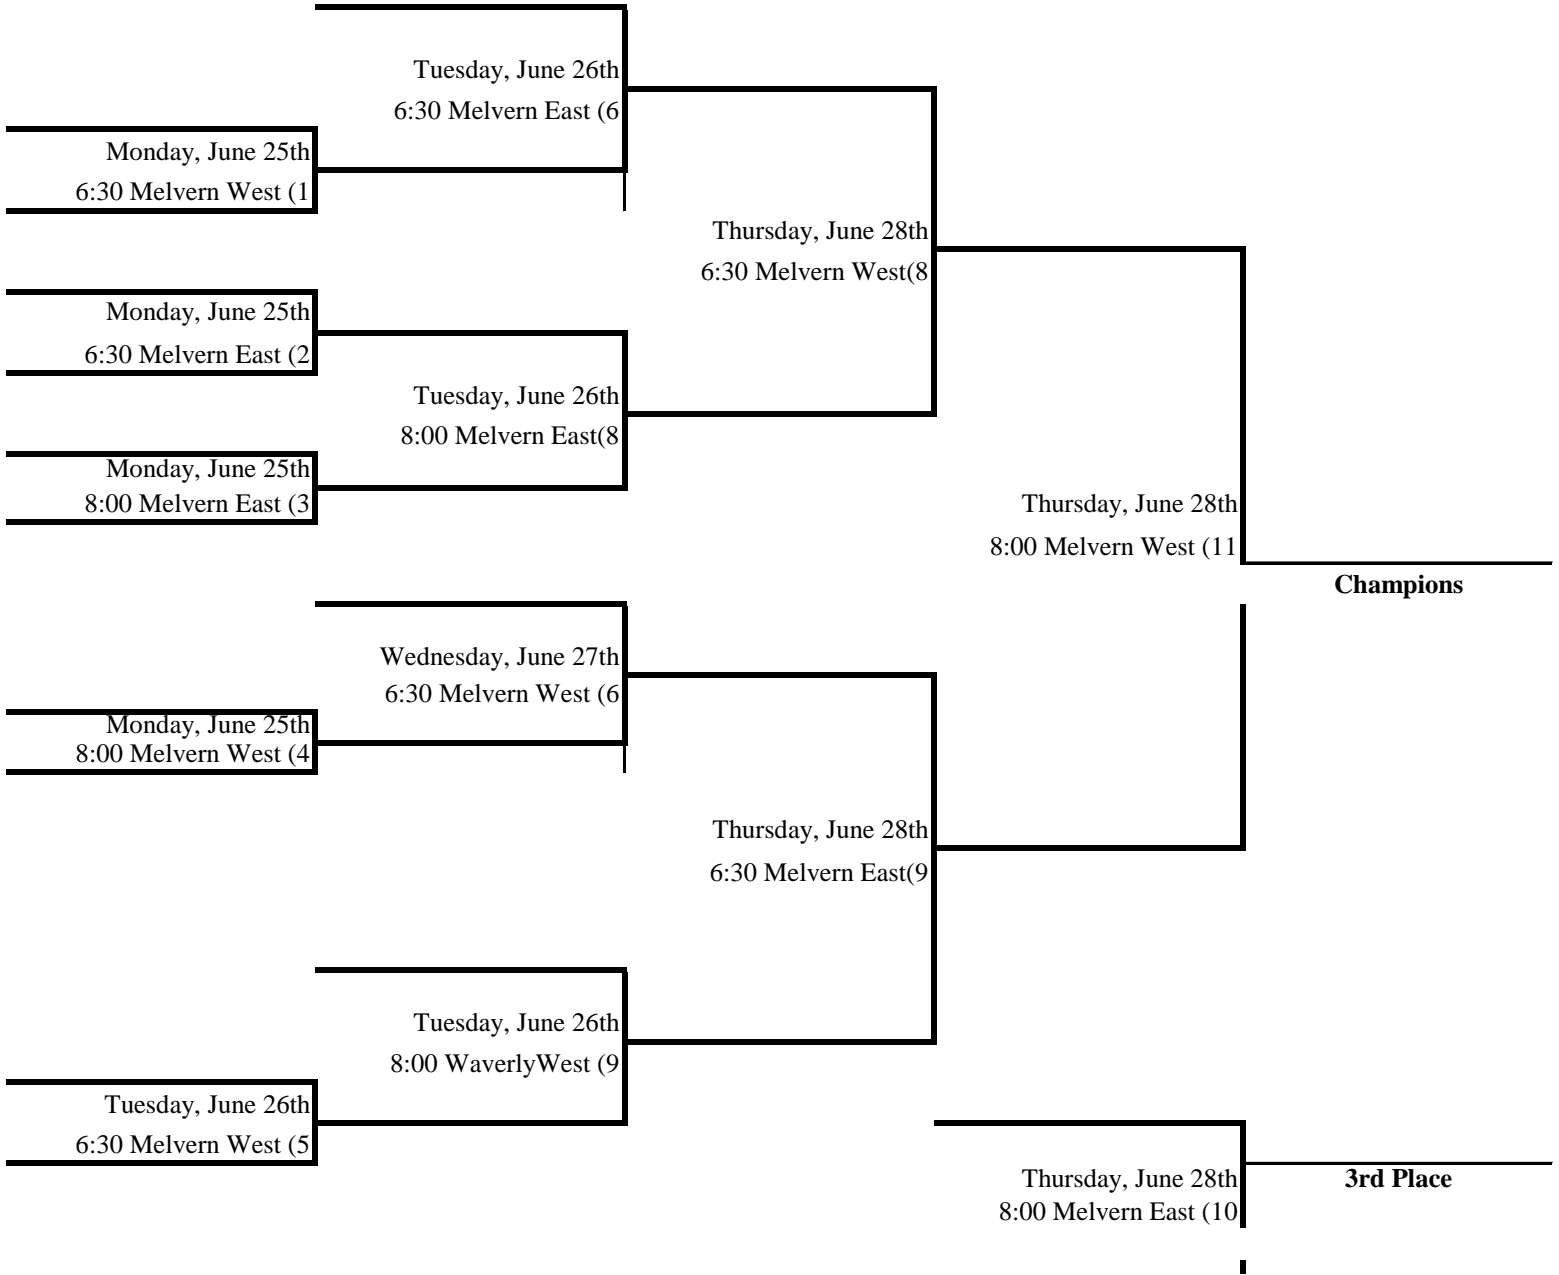 Tuesday, June 26th
6:30 Melvern East (6
Monday, June 25th
6:30 Melvern West (1
Thursday, June 28th
6:30 Melvern West(8
Monday, June 25th
6:30 Melvern East (2
Tuesday, June 26th
8:00 Melvern East(8
Monday, June 25th
8:00 Melvern East (3
Thursday, June 28th
8:00 Melvern West (11
Champions
Wednesday, June 27th
6:30 Melvern West (6
Monday, June 25th
8:00 Melvern West (4
Thursday, June 28th
6:30 Melvern East(9
Tuesday, June 26th
8:00 WaverlyWest (9
Tuesday, June 26th
6:30 Melvern West (5
Thursday, June 28th
8:00 Melvern East (10
3rd Place